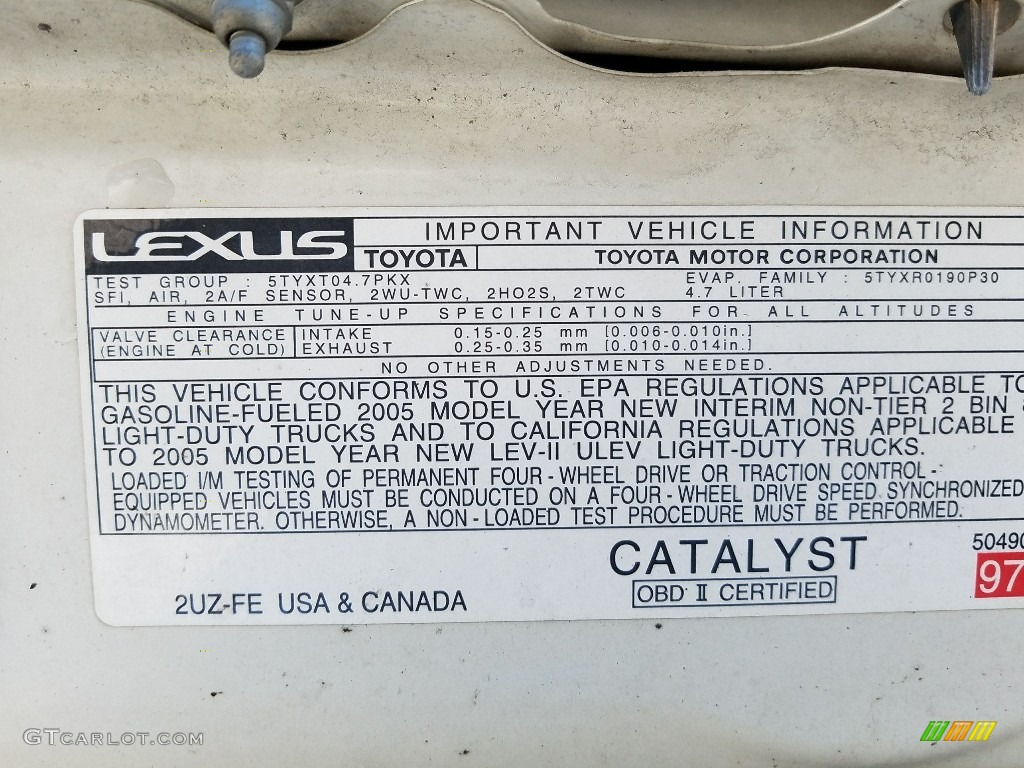 LEXUS
IMPORTANT VEHICLE INFORMATION
TOYOTA TOYOTA MOTOR CORPORATION
TEST GROUP : 5TYXT04.7PKX EVAP. FAMILY : 5TYXR0190P30
SFI, AIR, 2A/F SENSOR, 2WU-TWC, 2HO2S, 2TWC 4.7 LITER
ENGINE TUNE-UP SPECIFICATIONS FOR ALL ALTITUDES
VALVE CLEARANCE INTAKE 0.15-0.25 mm [0.006-0.010in.]
(ENGINE AT COLD) EXHAUST 0.25-0.35 mm [0.010-0.014in.]
NO OTHER ADJUSTMENTS NEEDED.
THIS VEHICLE CONFORMS TO U.S. EPA REGULATIONS APPLICABLE TO
GASOLINE-FUELED 2005 MODEL YEAR NEW INTERIM NON-TIER 2 BIN
LIGHT-DUTY TRUCKS AND TO CALIFORNIA REGULATIONS APPLICABLE
TO 2005 MODEL YEAR NEW LEV-II ULEV LIGHT-DUTY TRUCKS.
LOADED I/M TESTING OF PERMANENT FOUR-WHEEL DRIVE OR TRACTION CONTROL-
EQUIPPED VEHICLES MUST BE CONDUCTED ON A FOUR-WHEEL DRIVE SPEED SYNCHRONIZED
DYNAMOMETER. OTHERWISE, A NON-LOADED TEST PROCEDURE MUST BE PERFORMED.
CATALYST 50490
OBD II CERTIFIED 97
2UZ-FE USA & CANADA
GTCARLOT.COM